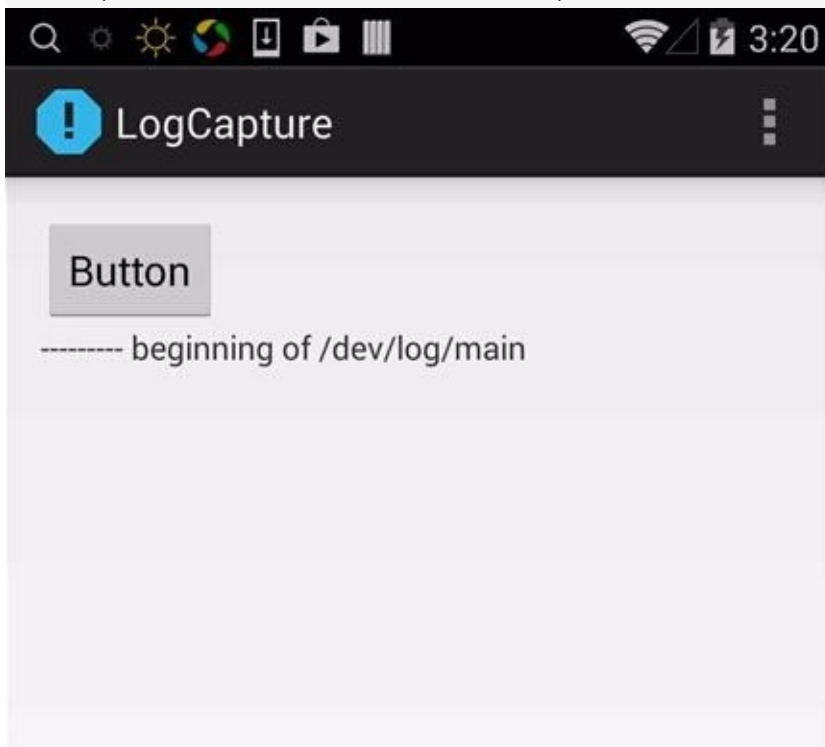 3:20
LogCapture
Button
--------- beginning of /dev/log/main